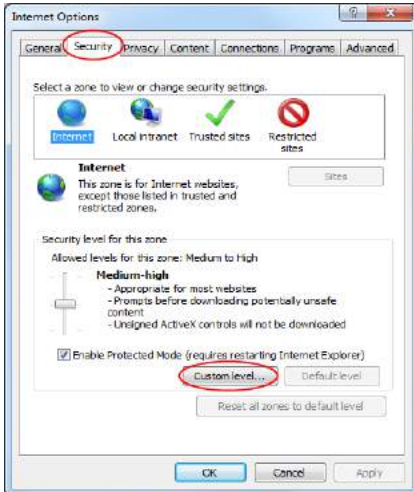 Internet Options
General Security Privacy Content Connections Programs Advanced
Select a zone to view or change security settings.
Internet Local intranet Trusted sites Restricted
sites
Internet
Sites
This zone is for Internet websites,
except those listed in trusted and
restricted zones.
Security level for this zone
Allowed levels for this zone: Medium to High
Medium-high
- Appropriate for most websites
- Prompts before downloading potentially unsafe
content
- Unsigned ActiveX controls will not be downloaded
Enable Protected Mode (requires restarting Internet Explorer)
Custom level... Default level
Reset all zones to default level
OK Cancel Apply